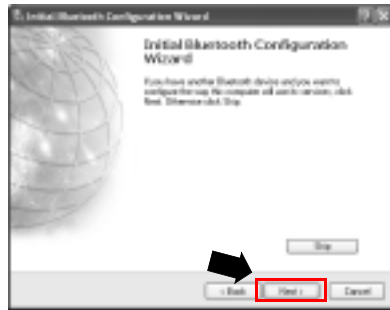 Initial Bluetooth Configuration Wizard
Initial Bluetooth Configuration
Wizard
If you have another Bluetooth device and you want to
configure the way this computer will use its services, click
Next. Otherwise click Skip.
Skip
< Back
Next >
Cancel